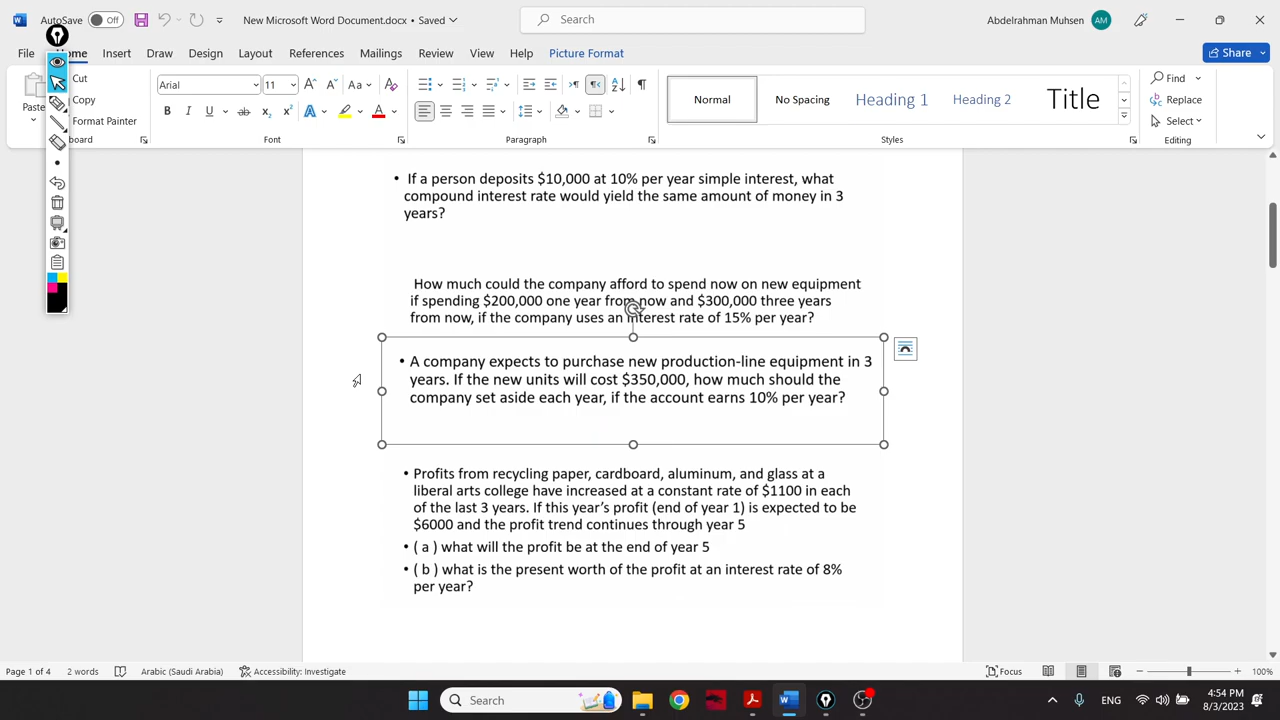 AutoSave Off New Microsoft Word Document.docx • Saved Search Abdelrahman Muhsen AM
File Home Insert Draw Design Layout References Mailings Review View Help Picture Format Share
Paste
Cut
Copy
Format Painter
board
Arial 11
Font
Paragraph
Normal No Spacing Heading 1 Heading 2 Title
Styles
Find
Replace
Select
Editing
• If a person deposits $10,000 at 10% per year simple interest, what
compound interest rate would yield the same amount of money in 3
years?
How much could the company afford to spend now on new equipment
if spending $200,000 one year from now and $300,000 three years
from now, if the company uses an interest rate of 15% per year?
• A company expects to purchase new production-line equipment in 3
years. If the new units will cost $350,000, how much should the
company set aside each year, if the account earns 10% per year?
• Profits from recycling paper, cardboard, aluminum, and glass at a
liberal arts college have increased at a constant rate of $1100 in each
of the last 3 years. If this year's profit (end of year 1) is expected to be
$6000 and the profit trend continues through year 5
• ( a ) what will the profit be at the end of year 5
• ( b ) what is the present worth of the profit at an interest rate of 8%
per year?
Page 1 of 4 2 words Arabic (Saudi Arabia) Accessibility: Investigate Focus 100%
Search ENG 4:54 PM
8/3/2023